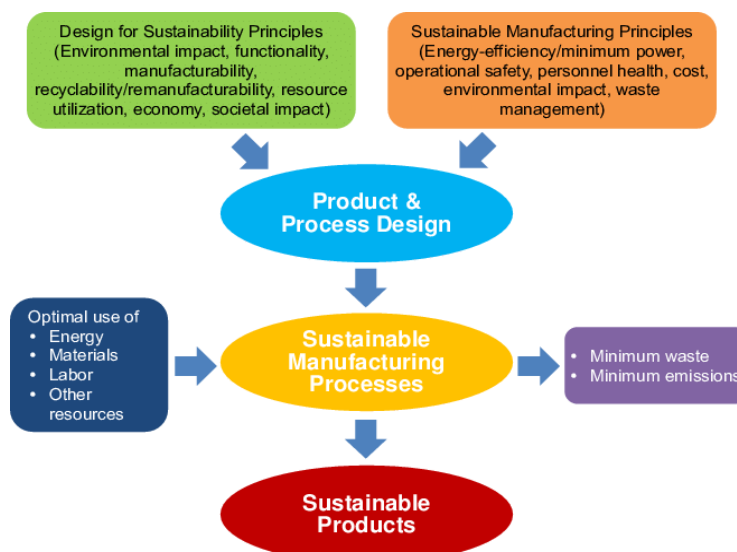 Design for Sustainability Principles
(Environmental impact, functionality,
manufacturability,
recyclability/remanufacturability, resource
utilization, economy, societal impact)
Sustainable Manufacturing Principles
(Energy-efficiency/minimum power,
operational safety, personnel health, cost,
environmental impact, waste
management)
Product &
Process Design
Optimal use of
• Energy
• Materials
• Labor
• Other
resources
Sustainable
Manufacturing
Processes
• Minimum waste
• Minimum emissions
Sustainable
Products